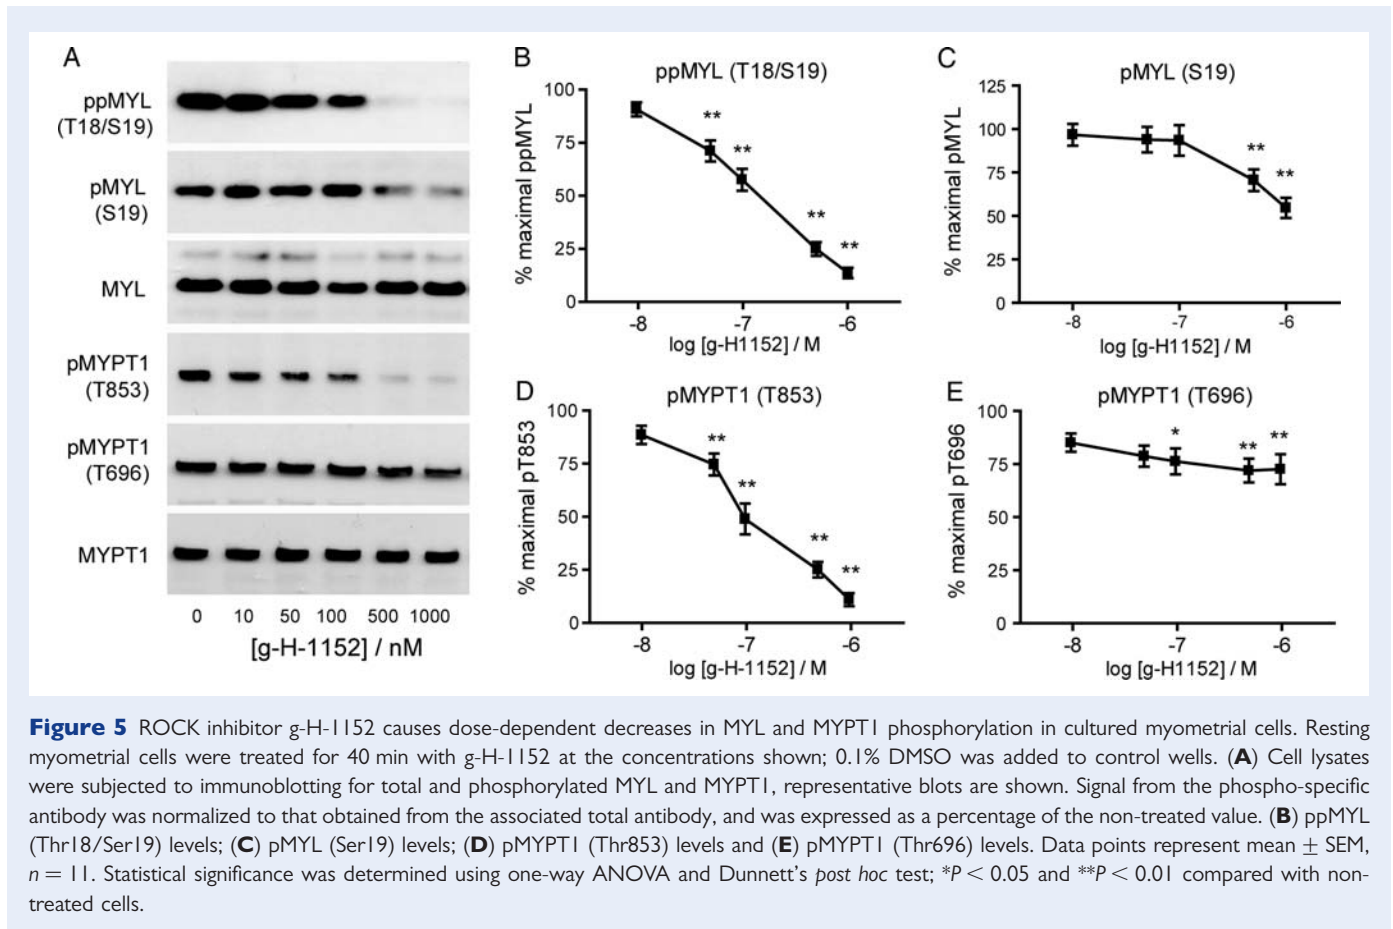 A
ppMYL
(T18/S19)
pMYL
(S19)
MYL
pMYPT1
(T853)
pMYPT1
(T696)
MYPT1
0 10 50 100 500 1000
[g-H-1152] / nM
B
ppMYL (T18/S19)
% maximal ppMYL
100
75
50
25
0
** ** ** **
-8 -7 -6
log [g-H1152] / M
C
pMYL (S19)
% maximal pMYL
125
100
75
50
25
0
** **
-8 -7 -6
log [g-H1152] / M
D
pMYPT1 (T853)
% maximal pT853
100
75
50
25
0
** ** ** **
-8 -7 -6
log [g-H-1152] / M
E
pMYPT1 (T696)
% maximal pT696
100
75
50
25
0
* ** **
-8 -7 -6
log [g-H1152] / M
Figure 5 ROCK inhibitor g-H-1152 causes dose-dependent decreases in MYL and MYPT1 phosphorylation in cultured myometrial cells. Resting
myometrial cells were treated for 40 min with g-H-1152 at the concentrations shown; 0.1% DMSO was added to control wells. (A) Cell lysates
were subjected to immunoblotting for total and phosphorylated MYL and MYPT1, representative blots are shown. Signal from the phospho-specific
antibody was normalized to that obtained from the associated total antibody, and was expressed as a percentage of the non-treated value. (B) ppMYL
(Thr18/Ser19) levels; (C) pMYL (Ser19) levels; (D) pMYPT1 (Thr853) levels and (E) pMYPT1 (Thr696) levels. Data points represent mean ± SEM,
n = 11. Statistical significance was determined using one-way ANOVA and Dunnett's post hoc test; *P < 0.05 and **P < 0.01 compared with non-
treated cells.